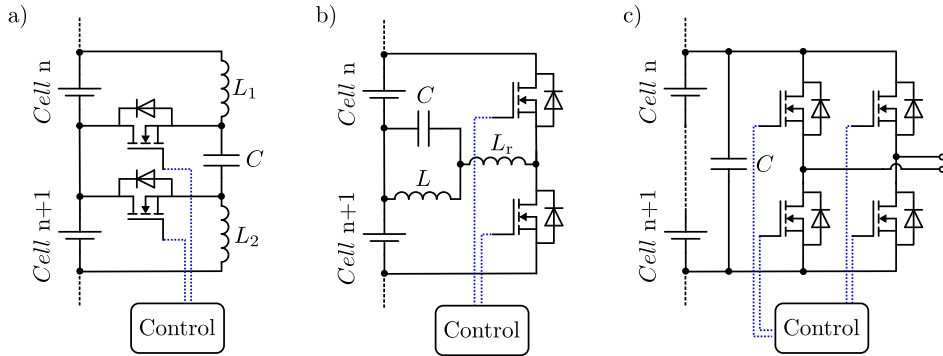 a)
Cell n
Cell n+1
L1
C
L2
Control
b)
Cell n
Cell n+1
C
L
Lr
Control
c)
Cell n
Cell n+1
C
Control